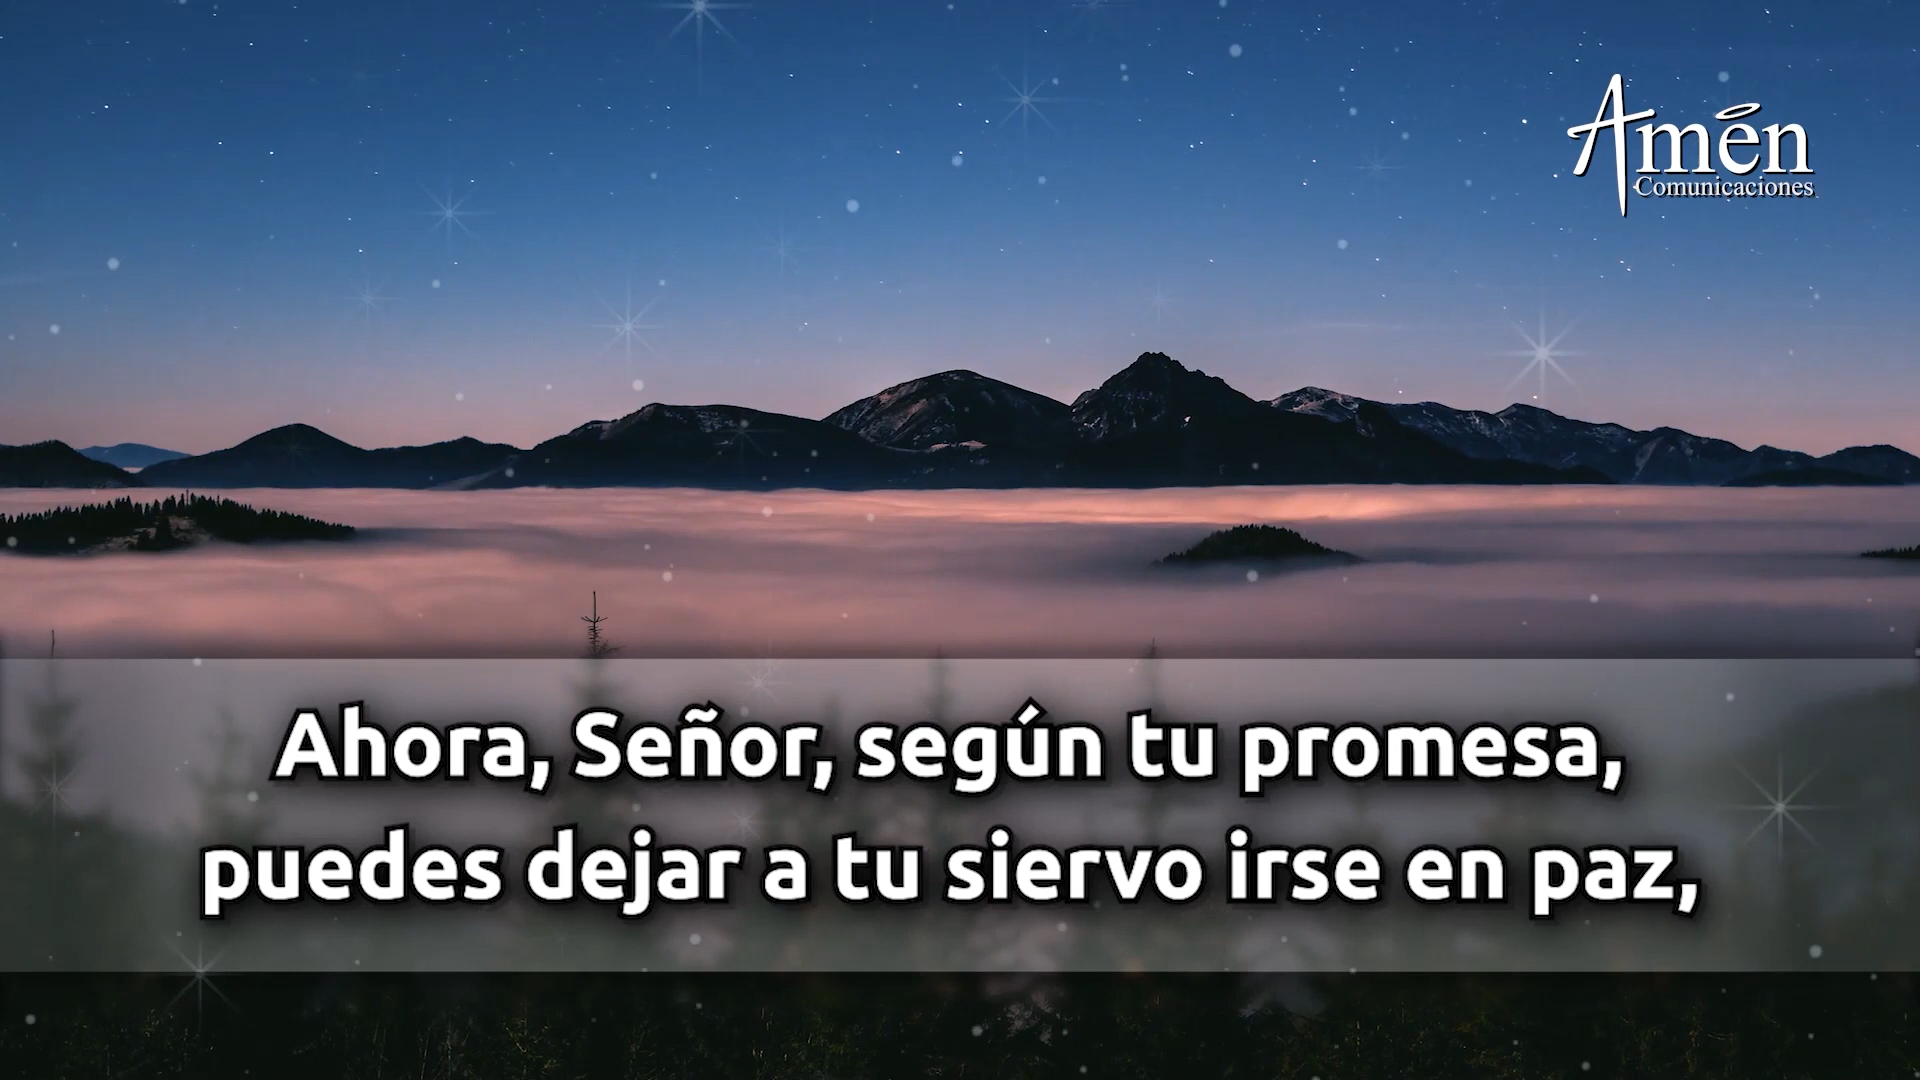 Amén
Comunicaciones
Ahora, Señor, según tu promesa,
puedes dejar a tu siervo irse en paz,